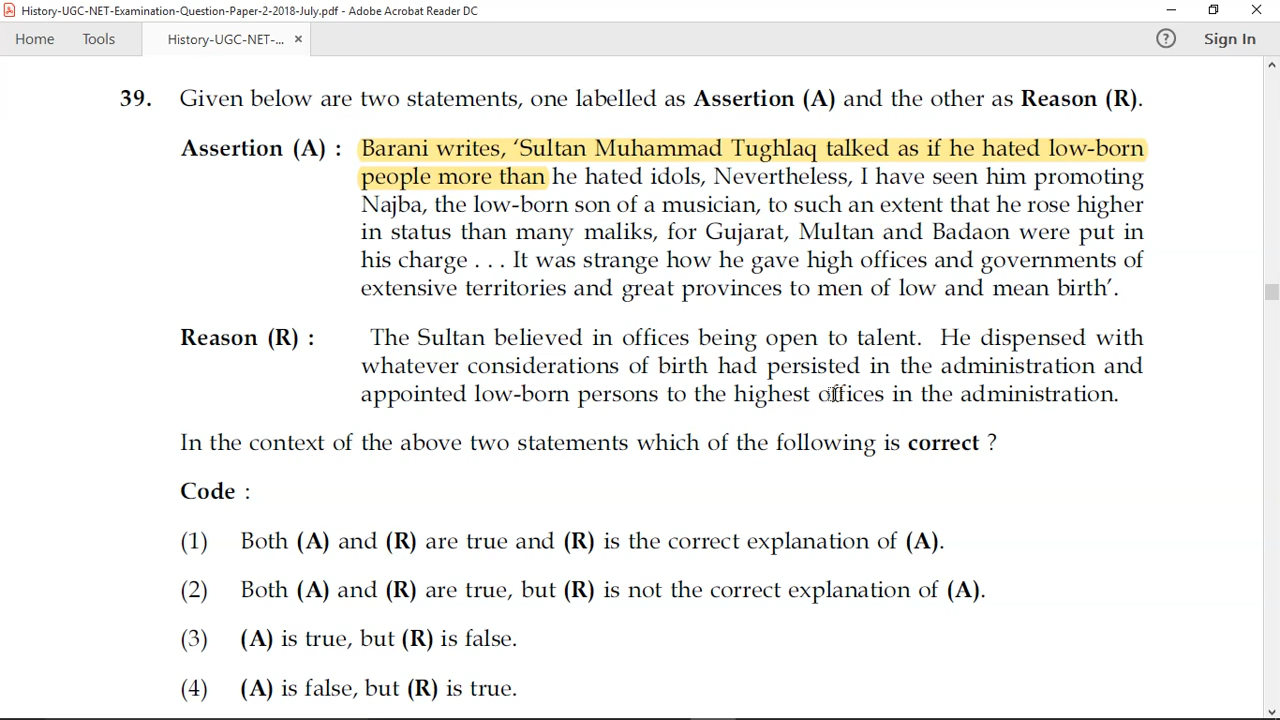 History-UGC-NET-Examination-Question-Paper-2-2018-July.pdf - Adobe Acrobat Reader DC
Home Tools History-UGC-NET-... × ? Sign In
39. Given below are two statements, one labelled as Assertion (A) and the other as Reason (R).
Assertion (A) : Barani writes, ‘Sultan Muhammad Tughlaq talked as if he hated low-born
people more than he hated idols, Nevertheless, I have seen him promoting
Najba, the low-born son of a musician, to such an extent that he rose higher
in status than many maliks, for Gujarat, Multan and Badaon were put in
his charge . . . It was strange how he gave high offices and governments of
extensive territories and great provinces to men of low and mean birth’.
Reason (R) : The Sultan believed in offices being open to talent. He dispensed with
whatever considerations of birth had persisted in the administration and
appointed low-born persons to the highest offices in the administration.
In the context of the above two statements which of the following is correct ?
Code :
(1) Both (A) and (R) are true and (R) is the correct explanation of (A).
(2) Both (A) and (R) are true, but (R) is not the correct explanation of (A).
(3) (A) is true, but (R) is false.
(4) (A) is false, but (R) is true.